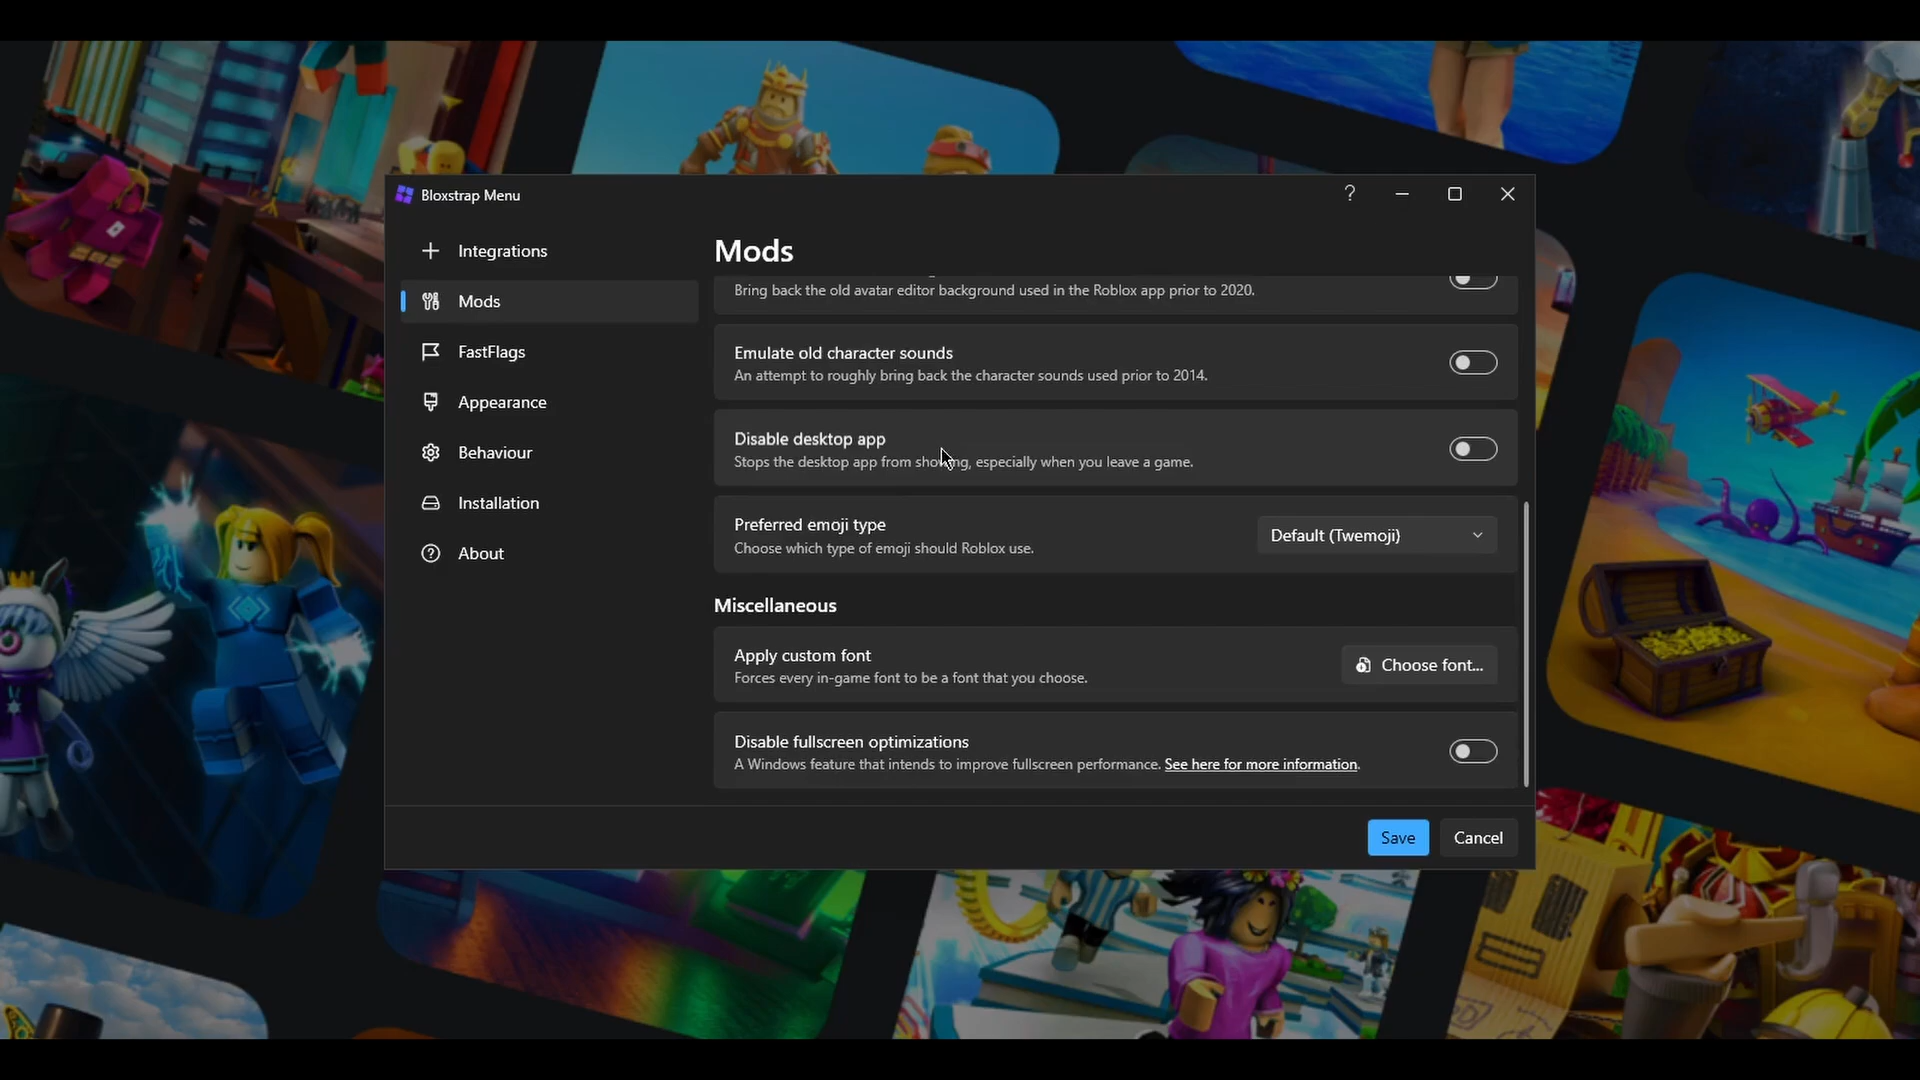 Bloxstrap Menu
Integrations
Mods
FastFlags
Appearance
Behaviour
Installation
About
Mods
Bring back the old avatar editor background used in the Roblox app prior to 2020.
Emulate old character sounds
An attempt to roughly bring back the character sounds used prior to 2014.
Disable desktop app
Stops the desktop app from showing, especially when you leave a game.
Preferred emoji type
Choose which type of emoji should Roblox use.
Default (Twemoji)
Miscellaneous
Apply custom font
Forces every in-game font to be a font that you choose.
Choose font...
Disable fullscreen optimizations
A Windows feature that intends to improve fullscreen performance. See here for more information.
Save
Cancel